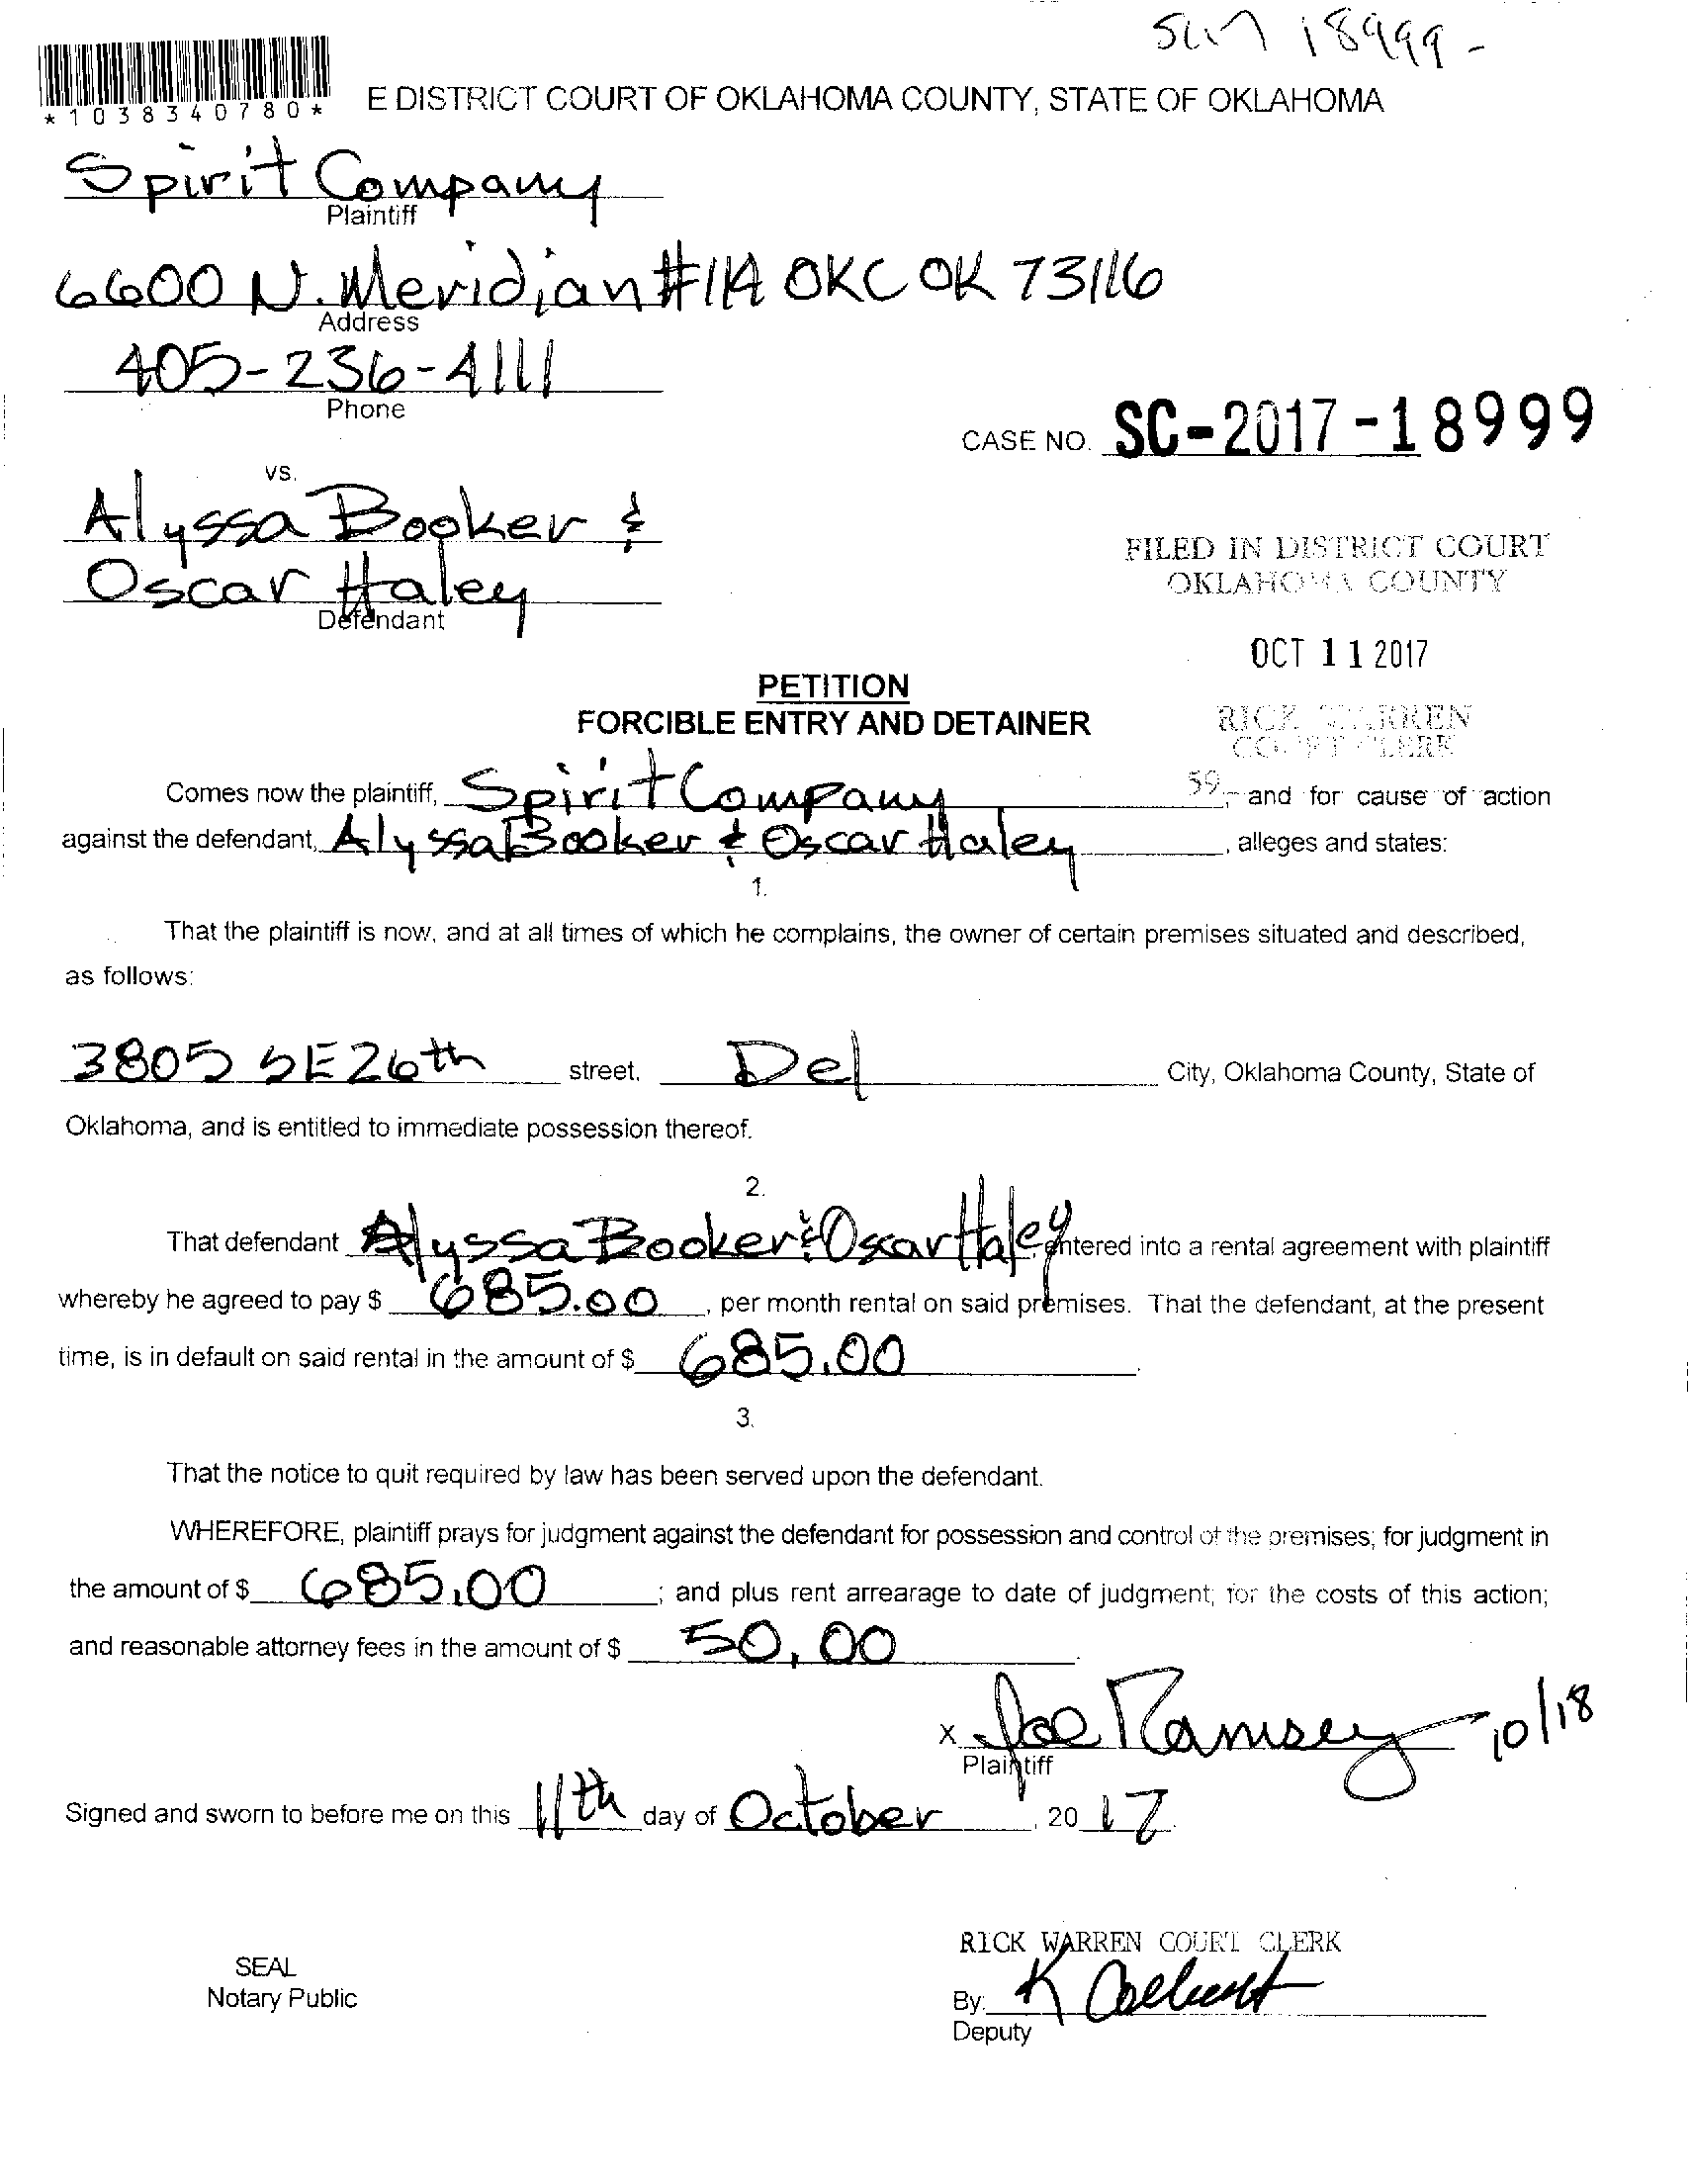 SC17 18999-
*1038340780*
E DISTRICT COURT OF OKLAHOMA COUNTY, STATE OF OKLAHOMA
Spirit Company
Plaintiff
6600 N. Meridian #11A OKC OK 73116
Address
405-236-4111
Phone
CASE NO. SC-2017-18999
vs.
Alyssa Booker &
Oscar Haley
Defendant
FILED IN DISTRICT COURT
OKLAHOMA COUNTY
OCT 11 2017
RICK WARREN
COURT CLERK
59
PETITION
FORCIBLE ENTRY AND DETAINER
Comes now the plaintiff, Spirit Company, and for cause of action
against the defendant, Alyssa Booker & Oscar Haley, alleges and states:
1.
That the plaintiff is now, and at all times of which he complains, the owner of certain premises situated and described,
as follows:
3805 SE 26th street, Del City, Oklahoma County, State of
Oklahoma, and is entitled to immediate possession thereof.
2.
That defendant Alyssa Booker & Oscar Haley, entered into a rental agreement with plaintiff
whereby he agreed to pay $ 685.00, per month rental on said premises. That the defendant, at the present
time, is in default on said rental in the amount of $ 685.00.
3.
That the notice to quit required by law has been served upon the defendant.
WHEREFORE, plaintiff prays for judgment against the defendant for possession and control of the premises; for judgment in
the amount of $ 685.00; and plus rent arrearage to date of judgment; for the costs of this action;
and reasonable attorney fees in the amount of $ 50.00.
X Joe Ramsey 10/18
Plaintiff
Signed and sworn to before me on this 11th day of October, 2017
RICK WARREN COURT CLERK
SEAL
Notary Public
By: K
Deputy